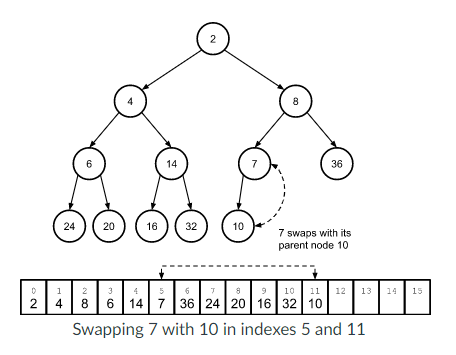 2
4 8
6 14 7 36
24 20 16 32 10
7 swaps with its
parent node 10
0 1 2 3 4 5 6 7 8 9 10 11 12 13 14 15
2 4 8 6 14 7 36 24 20 16 32 10
Swapping 7 with 10 in indexes 5 and 11